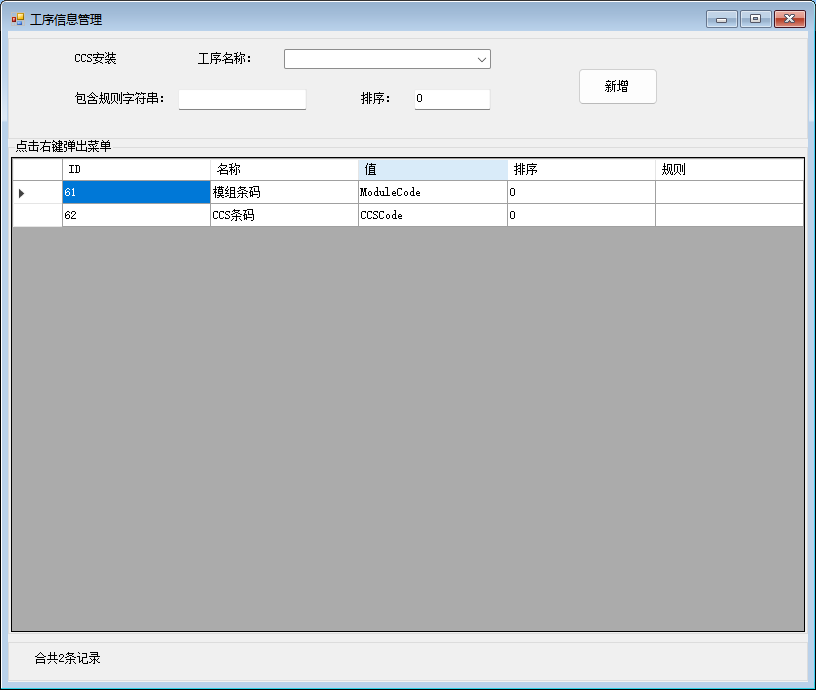 工序信息管理
CCS安装 工序名称:
新增
包含规则字符串: 排序: 0
点击右键弹出菜单
ID 名称 值 排序 规则
61 模组条码 ModuleCode 0
62 CCS条码 CCSCode 0
合共2条记录